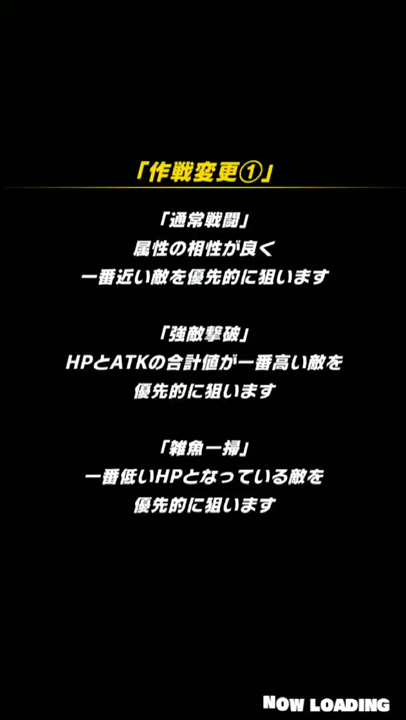 「作戦変更①」
「通常戦闘」
属性の相性が良く
一番近い敵を優先的に狙います
「強敵撃破」
HPとATKの合計値が一番高い敵を
優先的に狙います
「雑魚一掃」
一番低いHPとなっている敵を
優先的に狙います
NOW LOADING